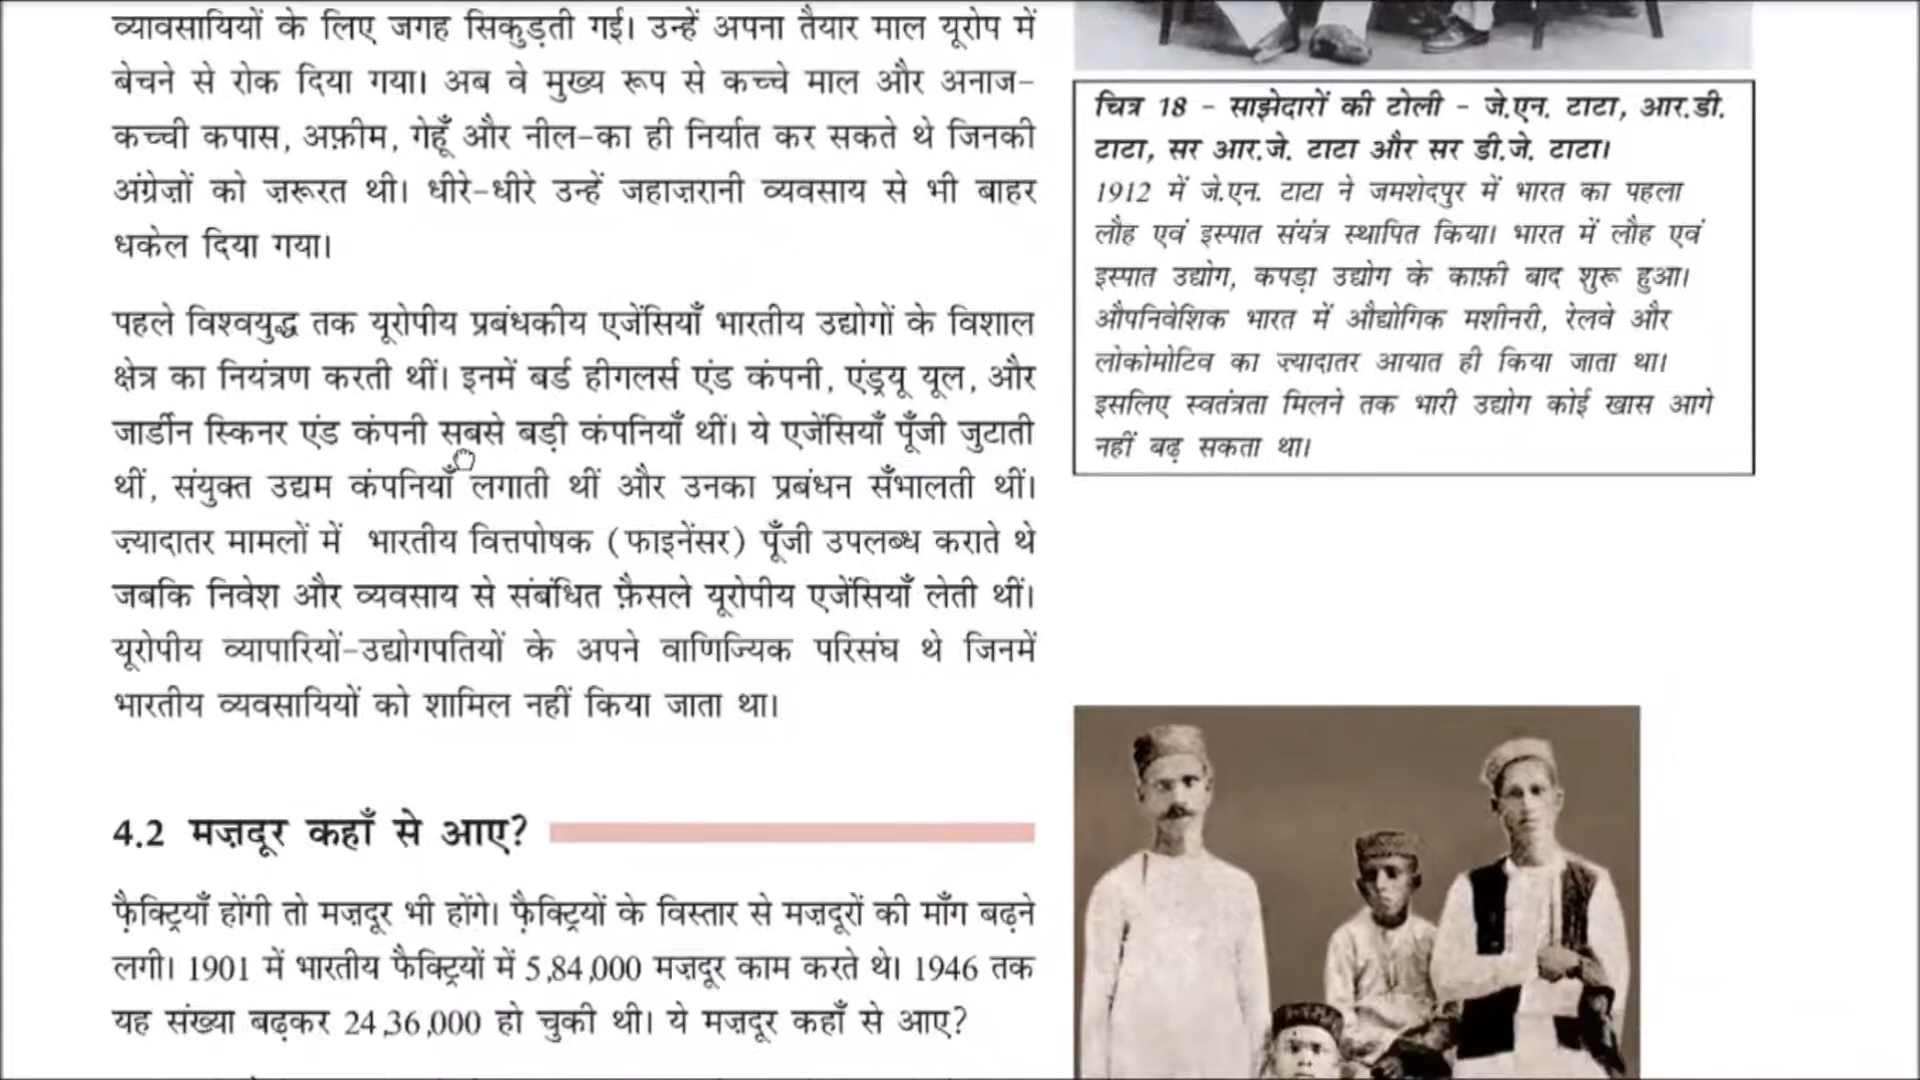 व्यावसायियों के लिए जगह सिकुड़ती गई। उन्हें अपना तैयार माल यूरोप में
बेचने से रोक दिया गया। अब वे मुख्य रूप से कच्चे माल और अनाज-
कच्ची कपास, अफ़ीम, गेहूँ और नील-का ही निर्यात कर सकते थे जिनकी
अंग्रेज़ों को ज़रूरत थी। धीरे-धीरे उन्हें जहाज़रानी व्यवसाय से भी बाहर
धकेल दिया गया।
पहले विश्वयुद्ध तक यूरोपीय प्रबंधकीय एजेंसियाँ भारतीय उद्योगों के विशाल
क्षेत्र का नियंत्रण करती थीं। इनमें बर्ड हीगलर्स एंड कंपनी, एंड्रयू यूल, और
जार्डीन स्किनर एंड कंपनी सबसे बड़ी कंपनियाँ थीं। ये एजेंसियाँ पूँजी जुटाती
थीं, संयुक्त उद्यम कंपनियाँ लगाती थीं और उनका प्रबंधन सँभालती थीं।
ज़्यादातर मामलों में भारतीय वित्तपोषक (फाइनेंसर) पूँजी उपलब्ध कराते थे
जबकि निवेश और व्यवसाय से संबंधित फ़ैसले यूरोपीय एजेंसियाँ लेती थीं।
यूरोपीय व्यापारियों-उद्योगपतियों के अपने वाणिज्यिक परिसंघ थे जिनमें
भारतीय व्यवसायियों को शामिल नहीं किया जाता था।
4.2 मज़दूर कहाँ से आए?
फ़ैक्ट्रियाँ होंगी तो मज़दूर भी होंगे। फ़ैक्ट्रियों के विस्तार से मज़दूरों की माँग बढ़ने
लगी। 1901 में भारतीय फैक्ट्रियों में 5,84,000 मज़दूर काम करते थे। 1946 तक
यह संख्या बढ़कर 24,36,000 हो चुकी थी। ये मज़दूर कहाँ से आए?
चित्र 18 - साझेदारों की टोली - जे.एन. टाटा, आर.डी.
टाटा, सर आर.जे. टाटा और सर डी.जे. टाटा।
1912 में जे.एन. टाटा ने जमशेदपुर में भारत का पहला
लौह एवं इस्पात संयंत्र स्थापित किया। भारत में लौह एवं
इस्पात उद्योग, कपड़ा उद्योग के काफ़ी बाद शुरू हुआ।
औपनिवेशिक भारत में औद्योगिक मशीनरी, रेलवे और
लोकोमोटिव का ज़्यादातर आयात ही किया जाता था।
इसलिए स्वतंत्रता मिलने तक भारी उद्योग कोई खास आगे
नहीं बढ़ सकता था।